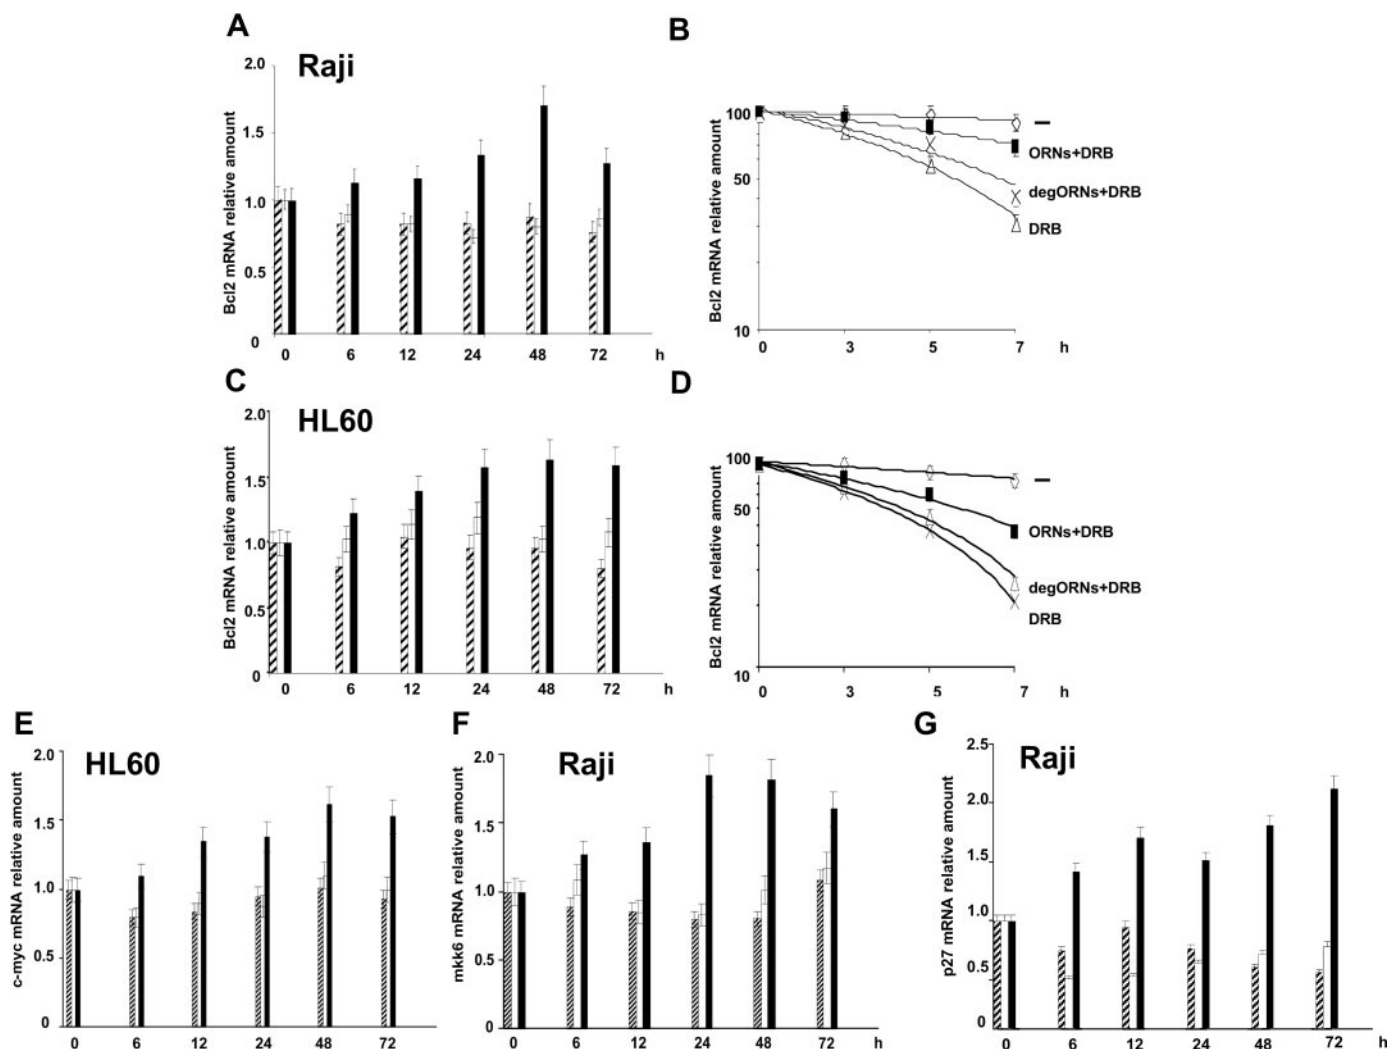 A
Raji
Bcl2 mRNA relative amount
2.0
1.5
1.0
0.5
0
0 6 12 24 48 72 h
B
Bcl2 mRNA relative amount
100
50
10
–
ORNs+DRB
degORNs+DRB
DRB
0 3 5 7 h
C
HL60
Bcl2 mRNA relative amount
2.0
1.5
1.0
0.5
0
0 6 12 24 48 72 h
D
Bcl2 mRNA relative amount
100
50
10
–
ORNs+DRB
degORNs+DRB
DRB
0 3 5 7 h
E
HL60
c-myc mRNA relative amount
2.0
1.5
1.0
0.5
0
0 6 12 24 48 72
F
Raji
mkk6 mRNA relative amount
2.0
1.5
1.0
0.5
0
0 6 12 24 48 72 h
G
Raji
p27 mRNA relative amount
2.5
2.0
1.5
1.0
0.5
0
0 6 12 24 48 72 h